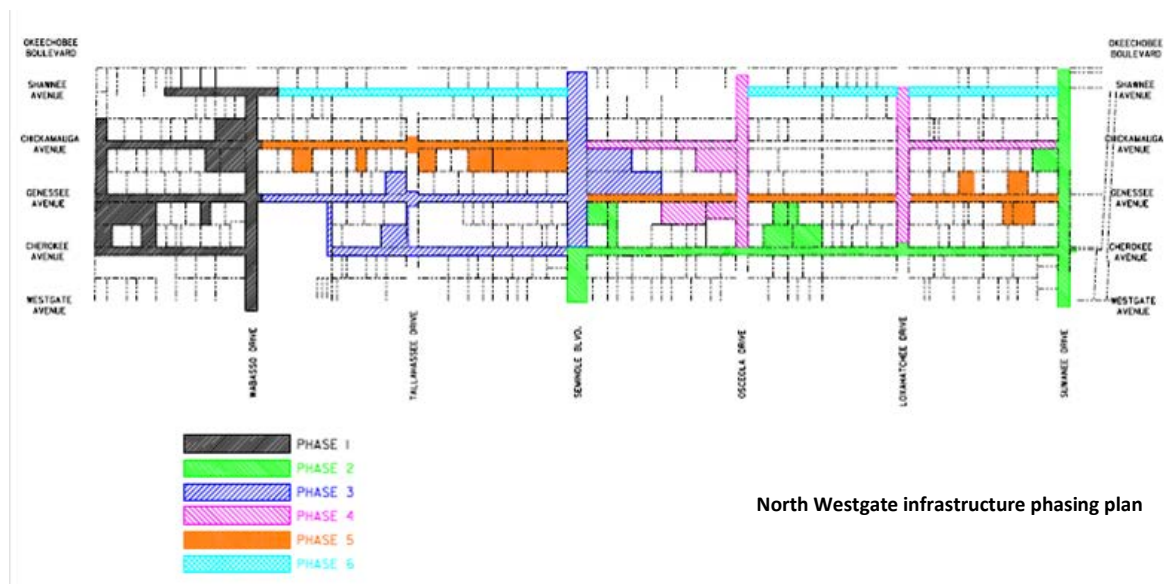 OKEECHOBEE
BOULEVARD
OKEECHOBEE
BOULEVARD
SHAWNEE
AVENUE
SHAWNEE
AVENUE
CHICKAMAUGA
AVENUE
CHICKAMAUGA
AVENUE
GENESSEE
AVENUE
GENESSEE
AVENUE
CHEROKEE
AVENUE
CHEROKEE
AVENUE
WESTGATE
AVENUE
WESTGATE
AVENUE
WABASSO DRIVE
TALLAHASSEE DRIVE
SEMINOLE BLVD.
OSCEOLA DRIVE
LOXAHATCHEE DRIVE
SUWANEE DRIVE
PHASE 1
PHASE 2
PHASE 3
PHASE 4
PHASE 5
PHASE 6
North Westgate infrastructure phasing plan